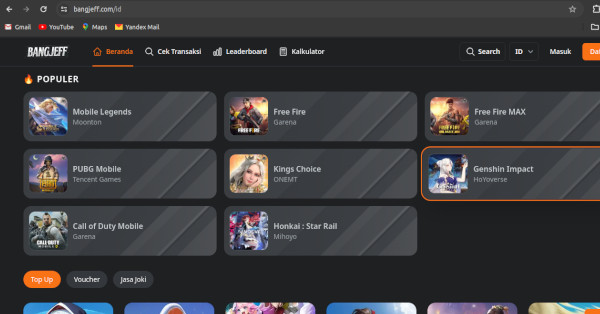 bangjeff.com/id
Gmail YouTube Maps Yandex Mail
BANGJEFF Beranda Cek Transaksi Leaderboard Kalkulator Search ID Masuk
POPULER
Mobile Legends
Moonton
Free Fire
Garena
Free Fire MAX
Garena
PUBG Mobile
Tencent Games
Kings Choice
ONEMT
Genshin Impact
HoYoverse
Call of Duty Mobile
Garena
Honkai : Star Rail
Mihoyo
Top Up Voucher Jasa Joki